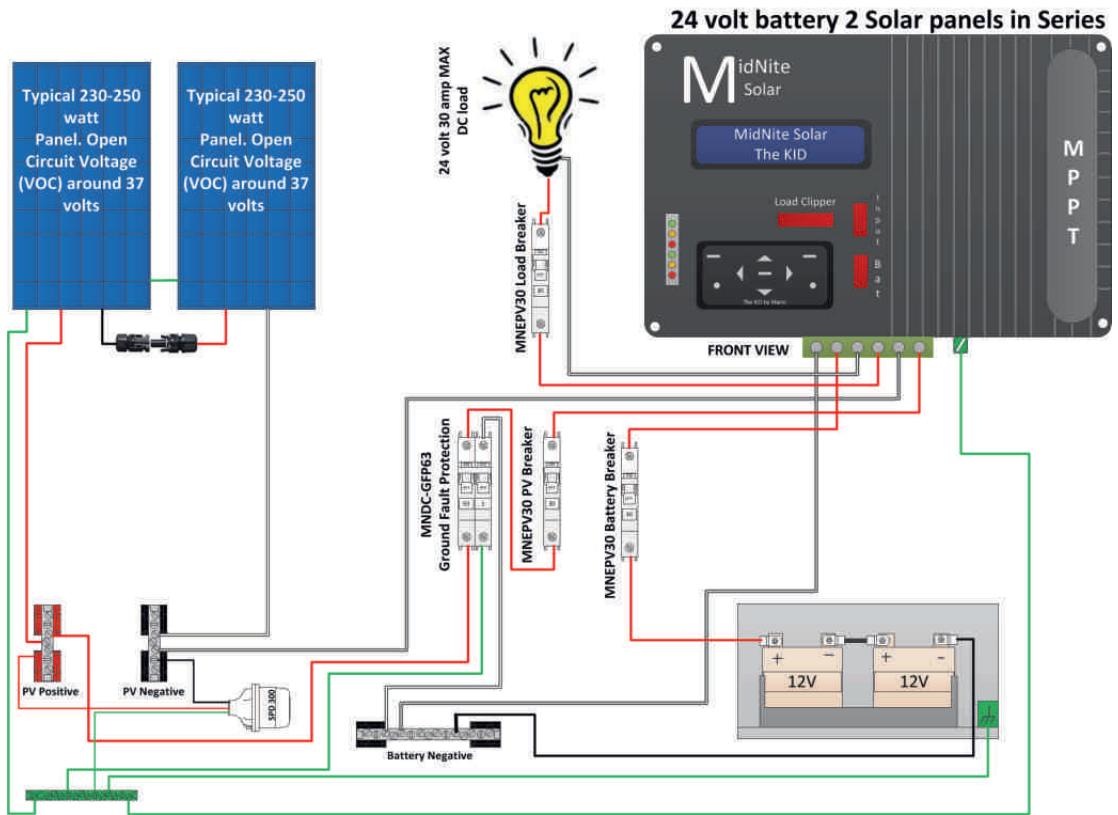 24 volt battery 2 Solar panels in Series
Typical 230-250
watt
Panel. Open
Circuit Voltage
(VOC) around 37
volts
Typical 230-250
watt
Panel. Open
Circuit Voltage
(VOC) around 37
volts
24 volt 30 amp MAX
DC load
MidNite
Solar
MidNite Solar
The KID
Load Clipper
Input
Bat
MPPT
FRONT VIEW
MNEPV30 Load Breaker
MNDC-GFP63
Ground Fault Protection
MNEPV30 PV Breaker
MNEPV30 Battery Breaker
PV Positive
PV Negative
SPD 300
Battery Negative
+ −
12V
+ -
12V